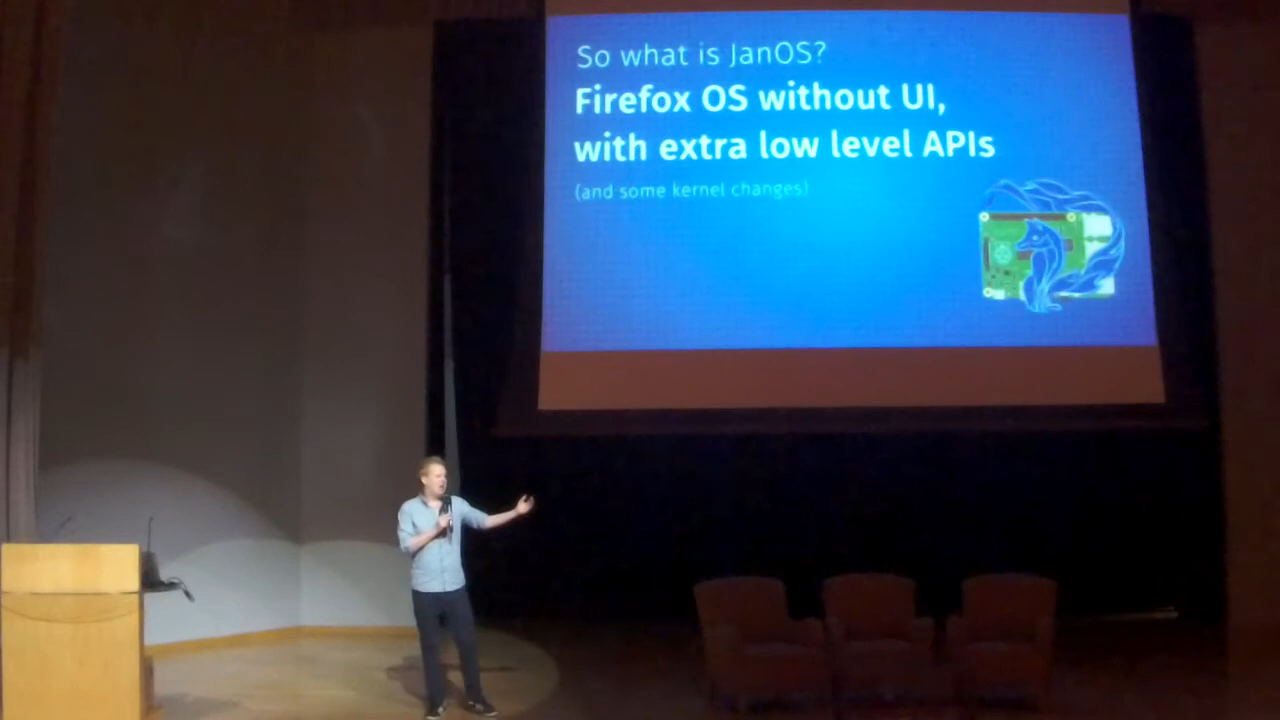 So what is JanOS?
Firefox OS without UI,
with extra low level APIs
(and some kernel changes)